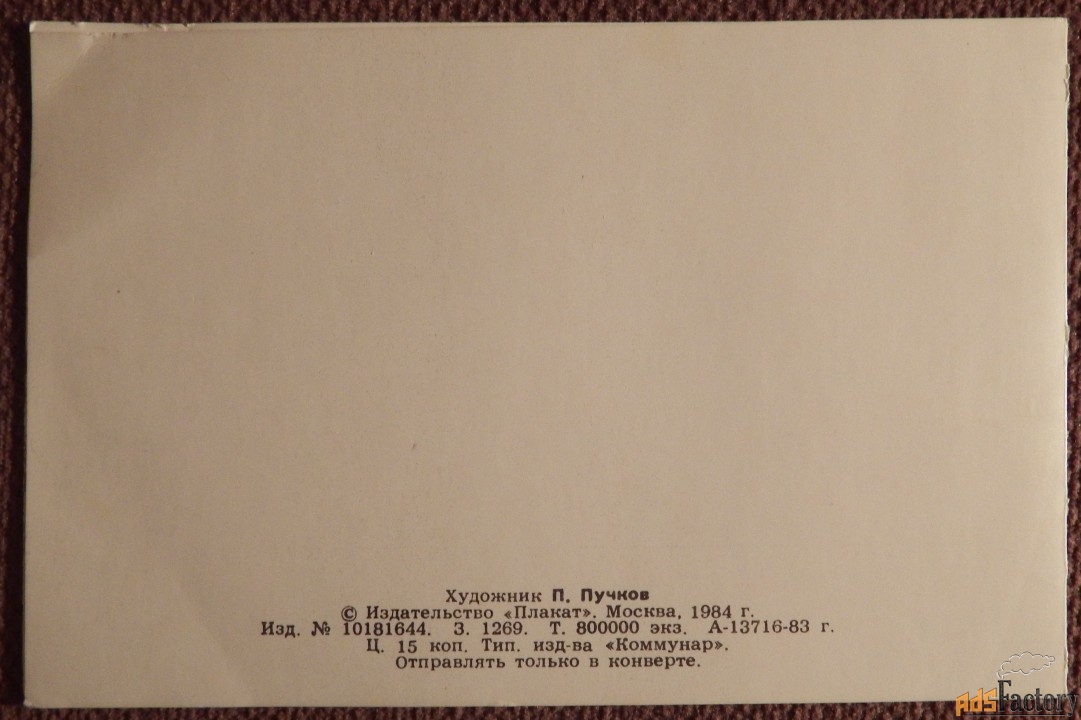 Художник П. Пучков
© Издательство «Плакат». Москва, 1984 г.
Изд. № 10181644. З. 1269. Т. 800000 экз. А-13716-83 г.
Ц. 15 коп. Тип. изд-ва «Коммунар».
Отправлять только в конверте.
AdsFactory